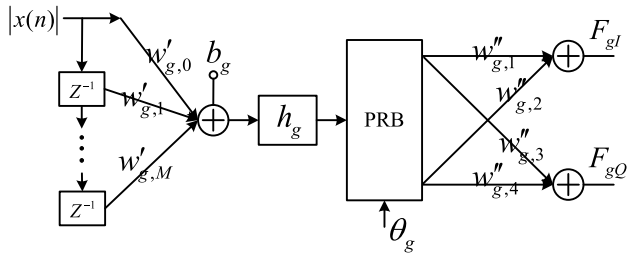 |x(n)|
w′g,0
bg
FgI
Z⁻¹
w′g,1
hg
PRB
w″g,1
w″g,2
w′g,M
w″g,3
FgQ
Z⁻¹
w″g,4
θg